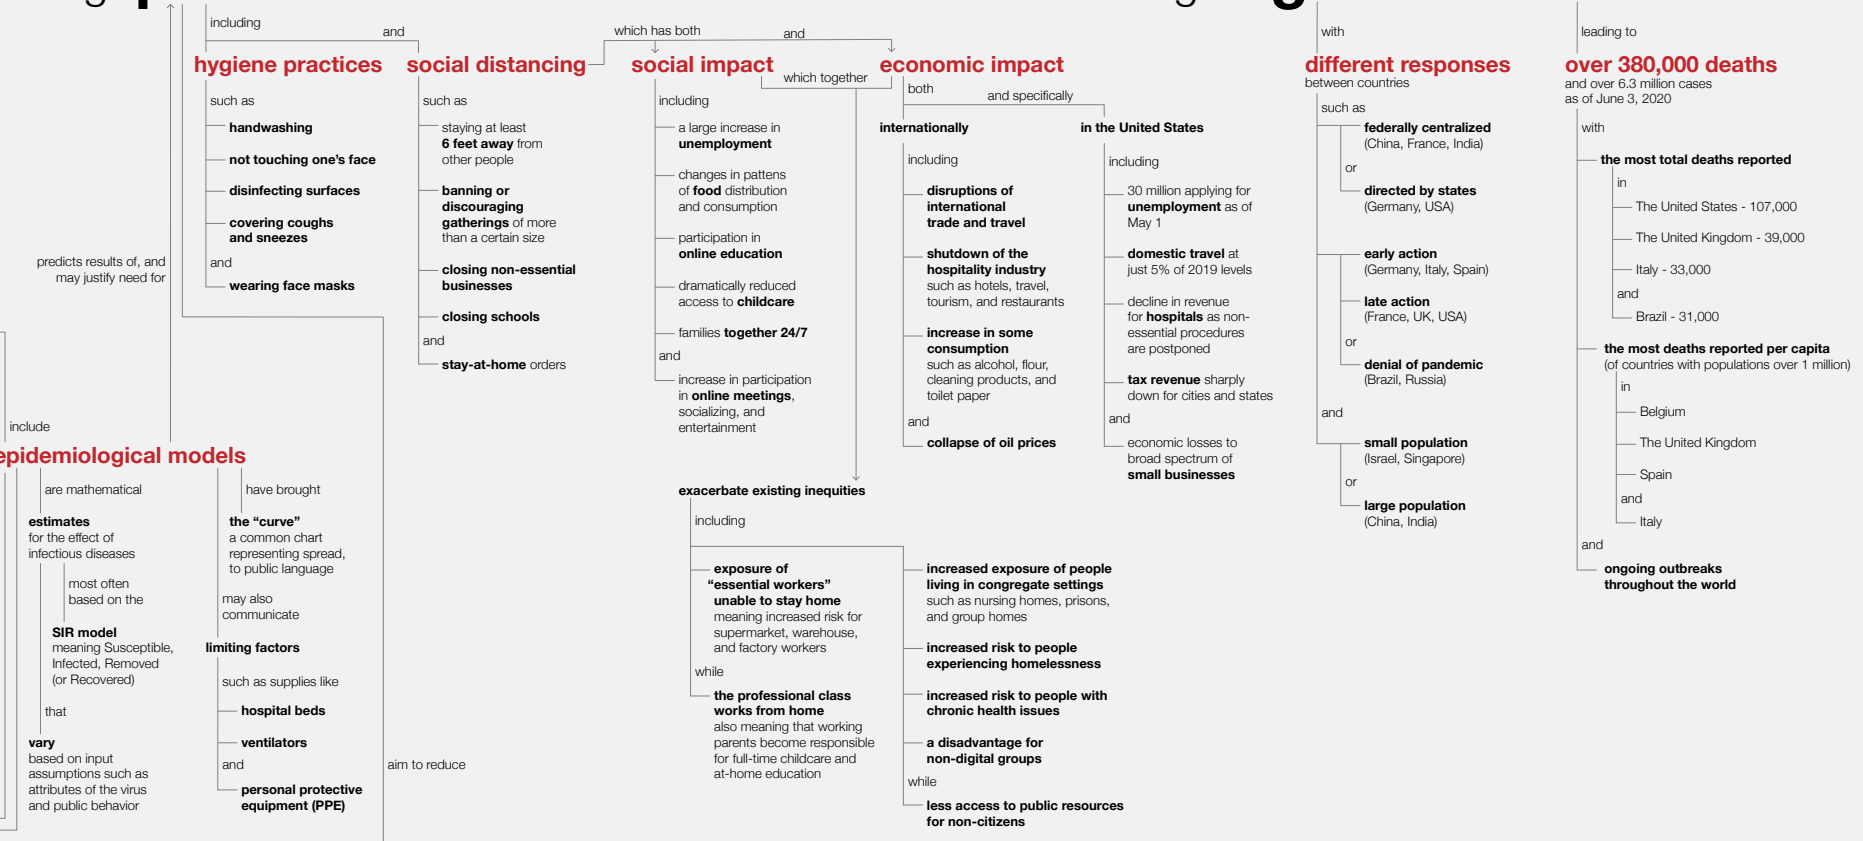 including
and
hygiene practices
such as
handwashing
not touching one's face
disinfecting surfaces
covering coughs
and sneezes
and
wearing face masks
social distancing
such as
staying at least
6 feet away from
other people
banning or
discouraging
gatherings of more
than a certain size
closing non-essential
businesses
closing schools
and
stay-at-home orders
which has both
and
social impact
including
a large increase in
unemployment
changes in pattens
of food distribution
and consumption
participation in
online education
dramatically reduced
access to childcare
families together 24/7
and
increase in participation
in online meetings,
socializing, and
entertainment
which together
economic impact
both
and specifically
internationally
including
disruptions of
international
trade and travel
shutdown of the
hospitality industry
such as hotels, travel,
tourism, and restaurants
increase in some
consumption
such as alcohol, flour,
cleaning products, and
toilet paper
and
collapse of oil prices
in the United States
including
30 million applying for
unemployment as of
May 1
domestic travel at
just 5% of 2019 levels
decline in revenue
for hospitals as non-
essential procedures
are postponed
tax revenue sharply
down for cities and states
and
economic losses to
broad spectrum of
small businesses
exacerbate existing inequities
including
exposure of
“essential workers”
unable to stay home
meaning increased risk for
supermarket, warehouse,
and factory workers
while
the professional class
works from home
also meaning that working
parents become responsible
for full-time childcare and
at-home education
increased exposure of people
living in congregate settings
such as nursing homes, prisons,
and group homes
increased risk to people
experiencing homelessness
increased risk to people with
chronic health issues
a disadvantage for
non-digital groups
while
less access to public resources
for non-citizens
with
different responses
between countries
such as
federally centralized
(China, France, India)
or
directed by states
(Germany, USA)
early action
(Germany, Italy, Spain)
late action
(France, UK, USA)
or
denial of pandemic
(Brazil, Russia)
and
small population
(Israel, Singapore)
or
large population
(China, India)
leading to
over 380,000 deaths
and over 6.3 million cases
as of June 3, 2020
with
the most total deaths reported
in
The United States - 107,000
The United Kingdom - 39,000
Italy - 33,000
and
Brazil - 31,000
the most deaths reported per capita
(of countries with populations over 1 million)
in
Belgium
The United Kingdom
Spain
and
Italy
and
ongoing outbreaks
throughout the world
predicts results of, and
may justify need for
include
epidemiological models
are mathematical
estimates
for the effect of
infectious diseases
most often
based on the
SIR model
meaning Susceptible,
Infected, Removed
(or Recovered)
that
vary
based on input
assumptions such as
attributes of the virus
and public behavior
have brought
the “curve”
a common chart
representing spread,
to public language
may also
communicate
limiting factors
such as supplies like
hospital beds
ventilators
and
personal protective
equipment (PPE)
aim to reduce